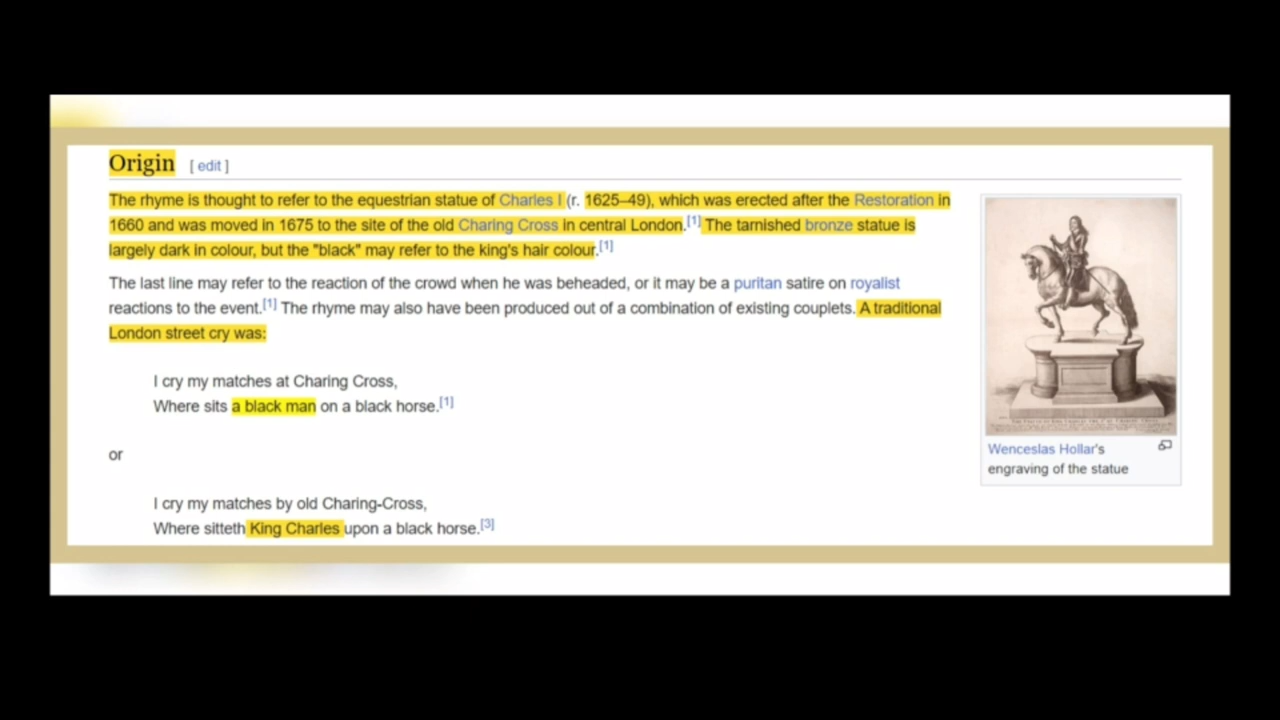 Origin [ edit ]
The rhyme is thought to refer to the equestrian statue of Charles I (r. 1625–49), which was erected after the Restoration in
1660 and was moved in 1675 to the site of the old Charing Cross in central London.[1] The tarnished bronze statue is
largely dark in colour, but the "black" may refer to the king's hair colour.[1]
The last line may refer to the reaction of the crowd when he was beheaded, or it may be a puritan satire on royalist
reactions to the event.[1] The rhyme may also have been produced out of a combination of existing couplets. A traditional
London street cry was:
I cry my matches at Charing Cross,
Where sits a black man on a black horse.[1]
or
I cry my matches by old Charing-Cross,
Where sitteth King Charles upon a black horse.[3]
Wenceslas Hollar's
engraving of the statue